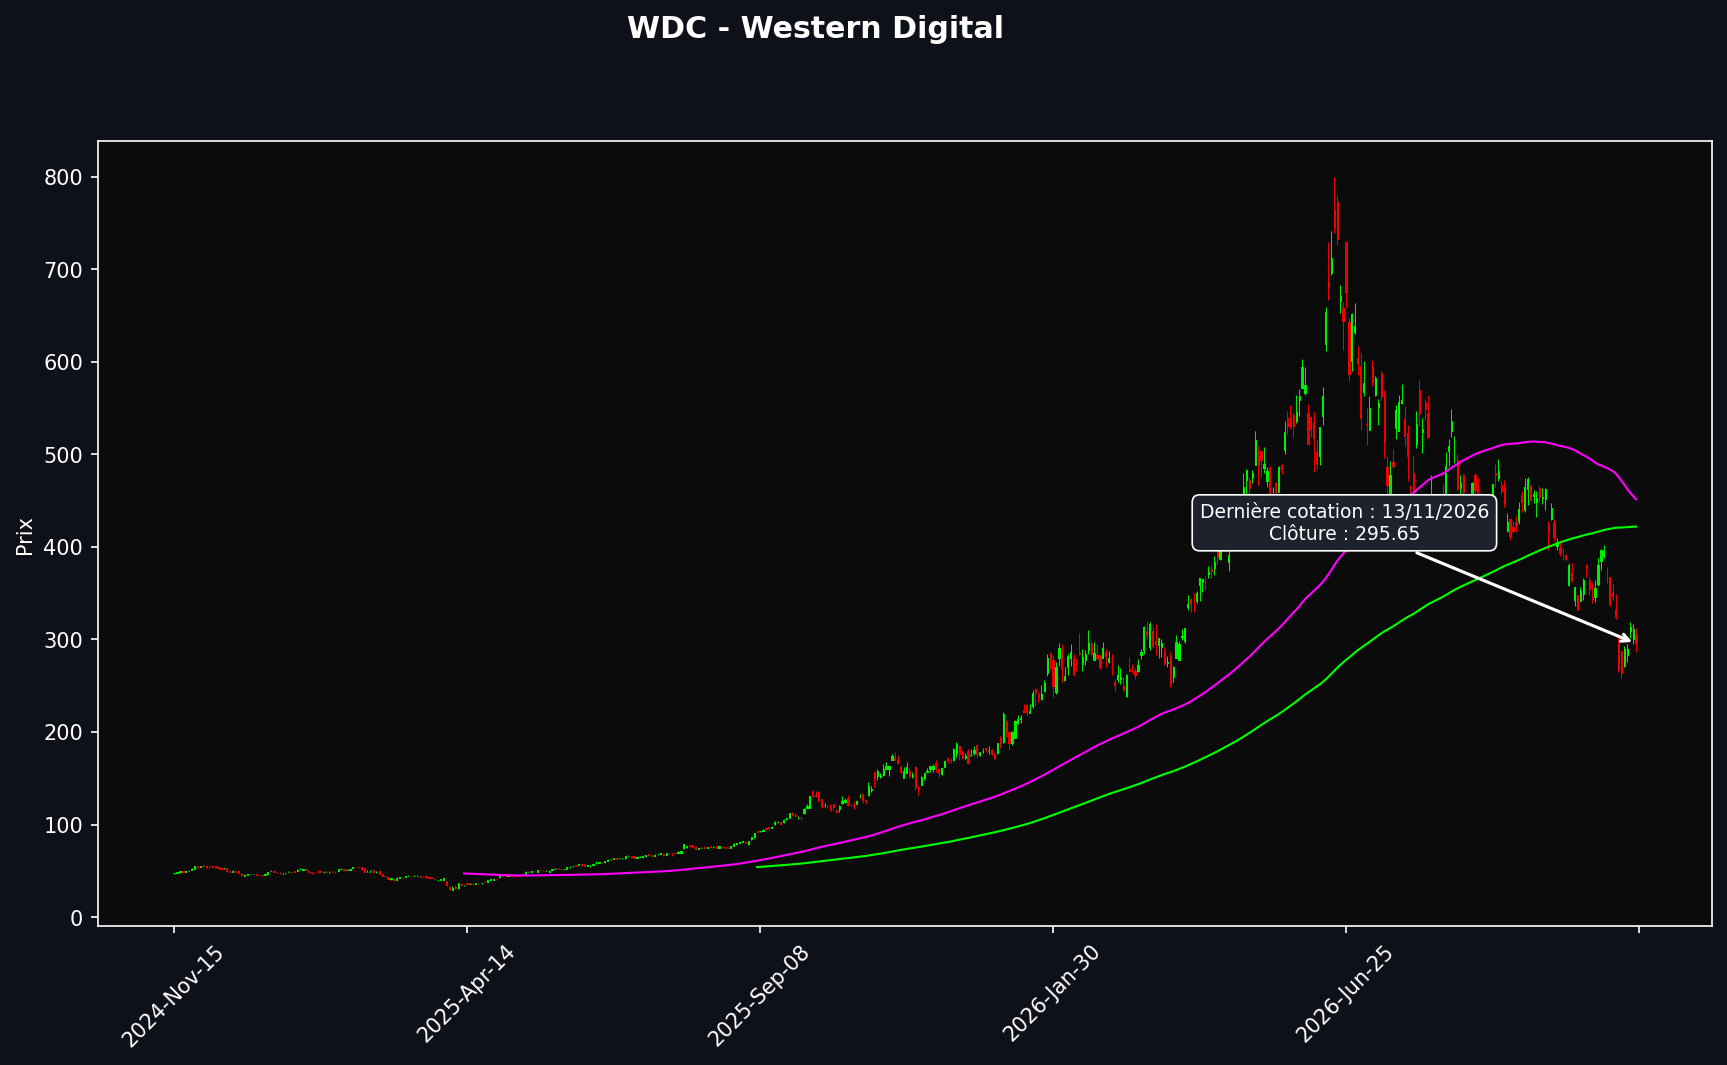 WDC - Western Digital
800
700
600
500
400
300
200
100
0
Prix
Dernière cotation : 13/11/2026
Clôture : 295.65
2024-Nov-15
2025-Apr-14
2025-Sep-08
2026-Jan-30
2026-Jun-25